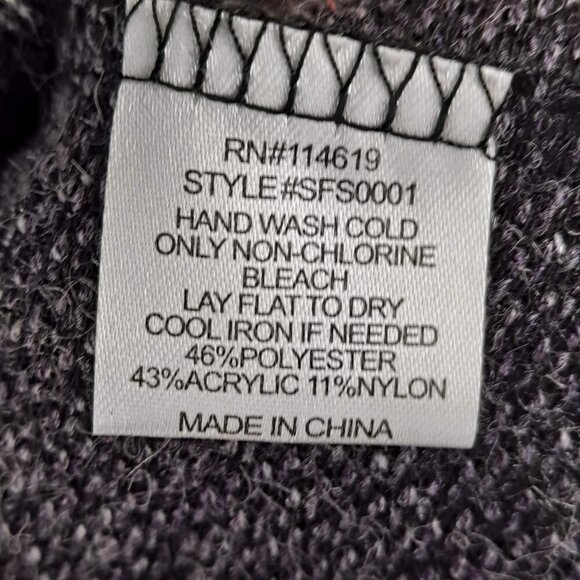 RN#114619
STYLE#SFS0001
HAND WASH COLD
ONLY NON-CHLORINE
BLEACH
LAY FLAT TO DRY
COOL IRON IF NEEDED
46%POLYESTER
43%ACRYLIC 11%NYLON
MADE IN CHINA